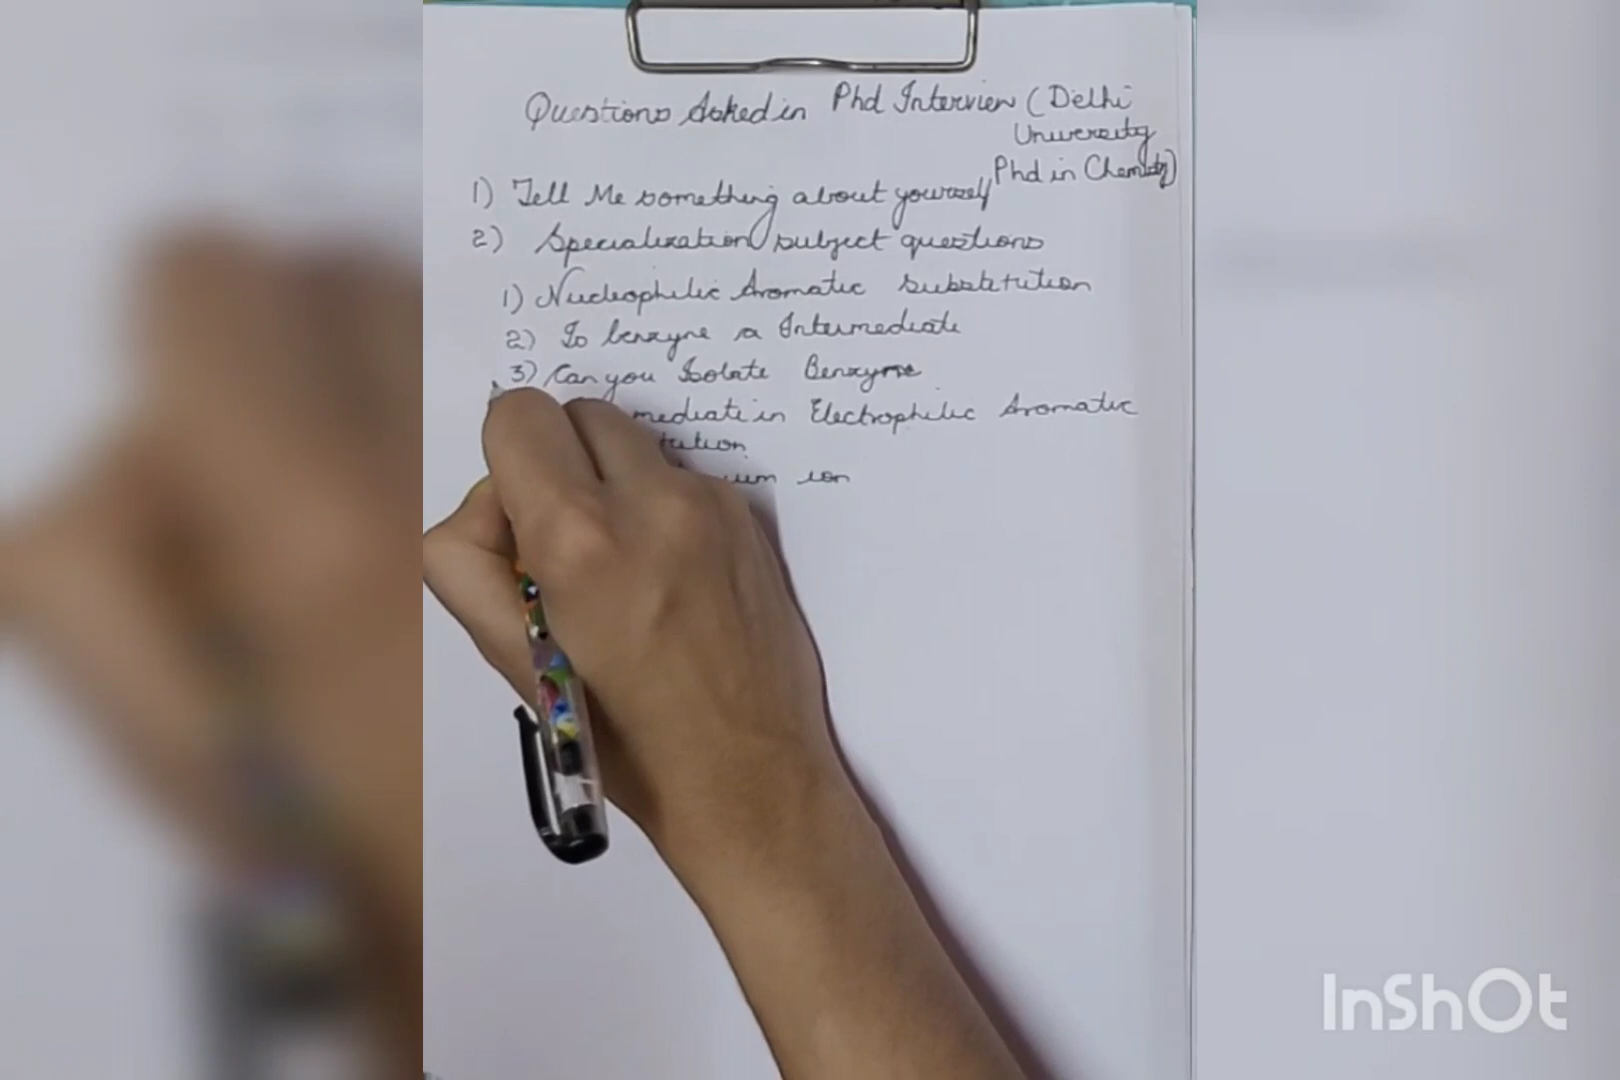 Questions Asked in Phd Interview (Delhi
University
Phd in Chemistry)
1) Tell Me something about yourself
2) Specialization subject questions
1) Nucleophilic Aromatic Substitution
2) Is benzyne a Intermediate
3) Can you Isolate Benzyne
mediate in Electrophilic Aromatic
tution
ium ion
InShOt